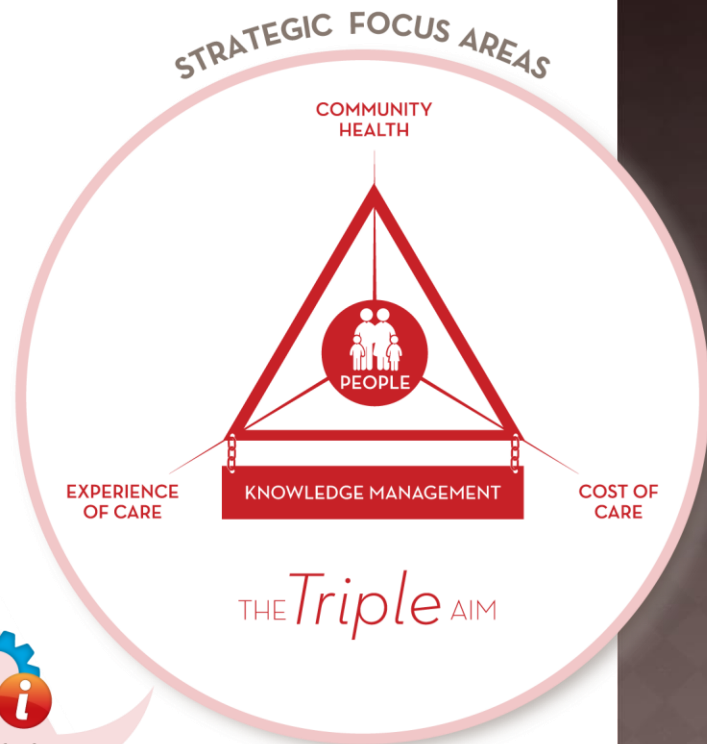 STRATEGIC FOCUS AREAS
COMMUNITY
HEALTH
PEOPLE
EXPERIENCE
OF CARE
KNOWLEDGE MANAGEMENT
COST OF
CARE
THE Triple AIM
i